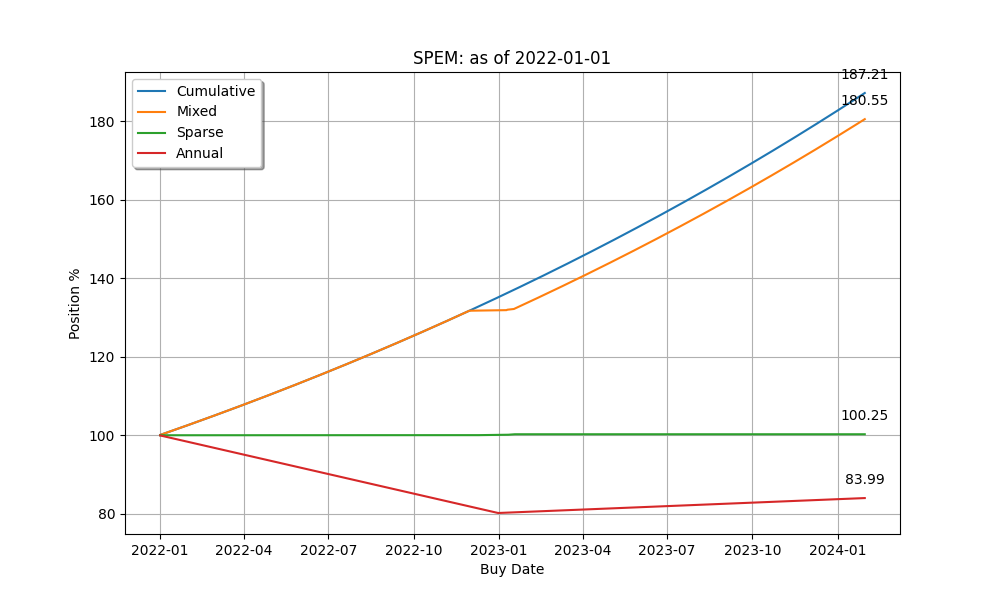 SPEM: as of 2022-01-01
187.21
180.55
100.25
83.99
Cumulative
Mixed
Sparse
Annual
Position %
180
160
140
120
100
80
2022-01 2022-04 2022-07 2022-10 2023-01 2023-04 2023-07 2023-10 2024-01
Buy Date